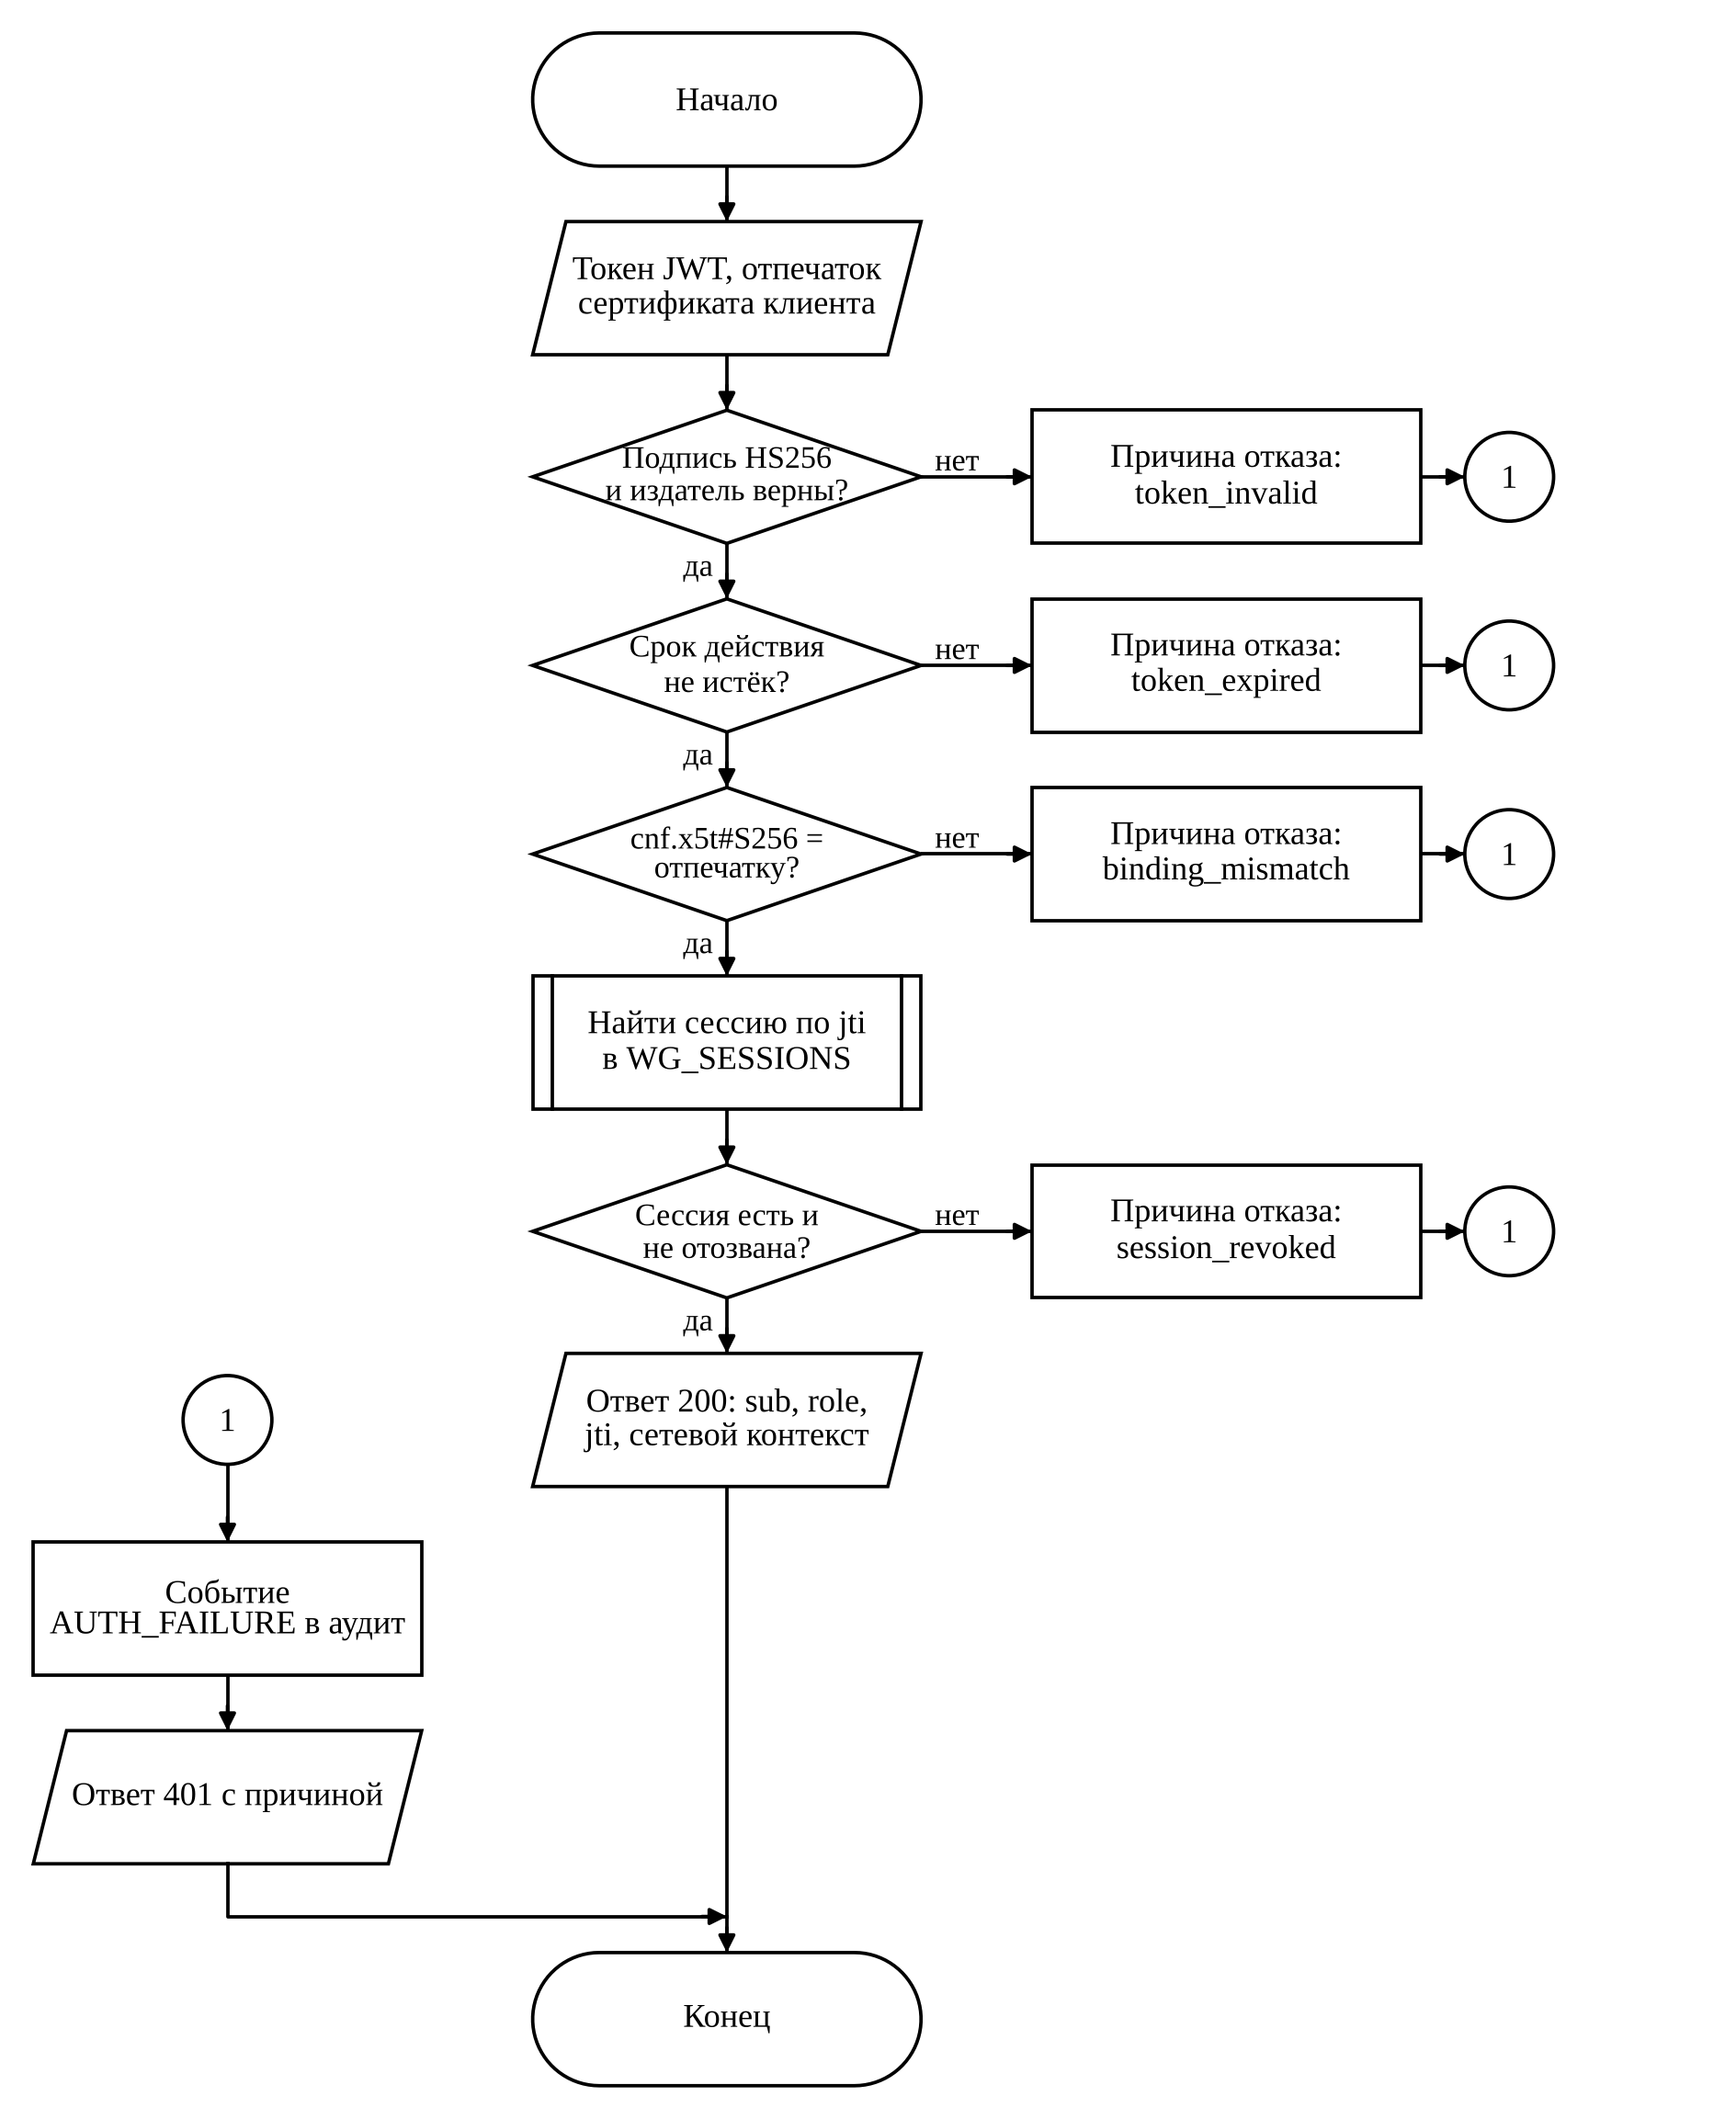 Начало
Токен JWT, отпечаток
сертификата клиента
Подпись HS256
и издатель верны?
нет
Причина отказа:
token_invalid
1
да
Срок действия
не истёк?
нет
Причина отказа:
token_expired
1
да
cnf.x5t#S256 =
отпечатку?
нет
Причина отказа:
binding_mismatch
1
да
Найти сессию по jti
в WG_SESSIONS
Сессия есть и
не отозвана?
нет
Причина отказа:
session_revoked
1
да
Ответ 200: sub, role,
jti, сетевой контекст
1
Событие
AUTH_FAILURE в аудит
Ответ 401 с причиной
Конец